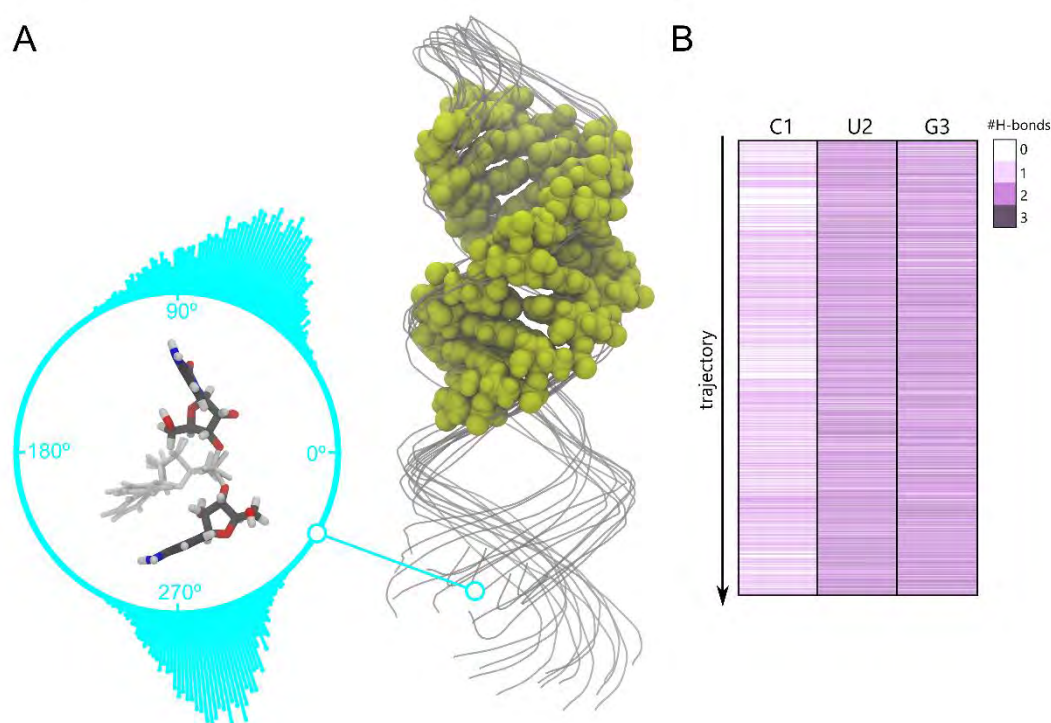 A
B
C1 U2 G3
#H-bonds
0
1
2
3
90º
180º
0º
270º
trajectory